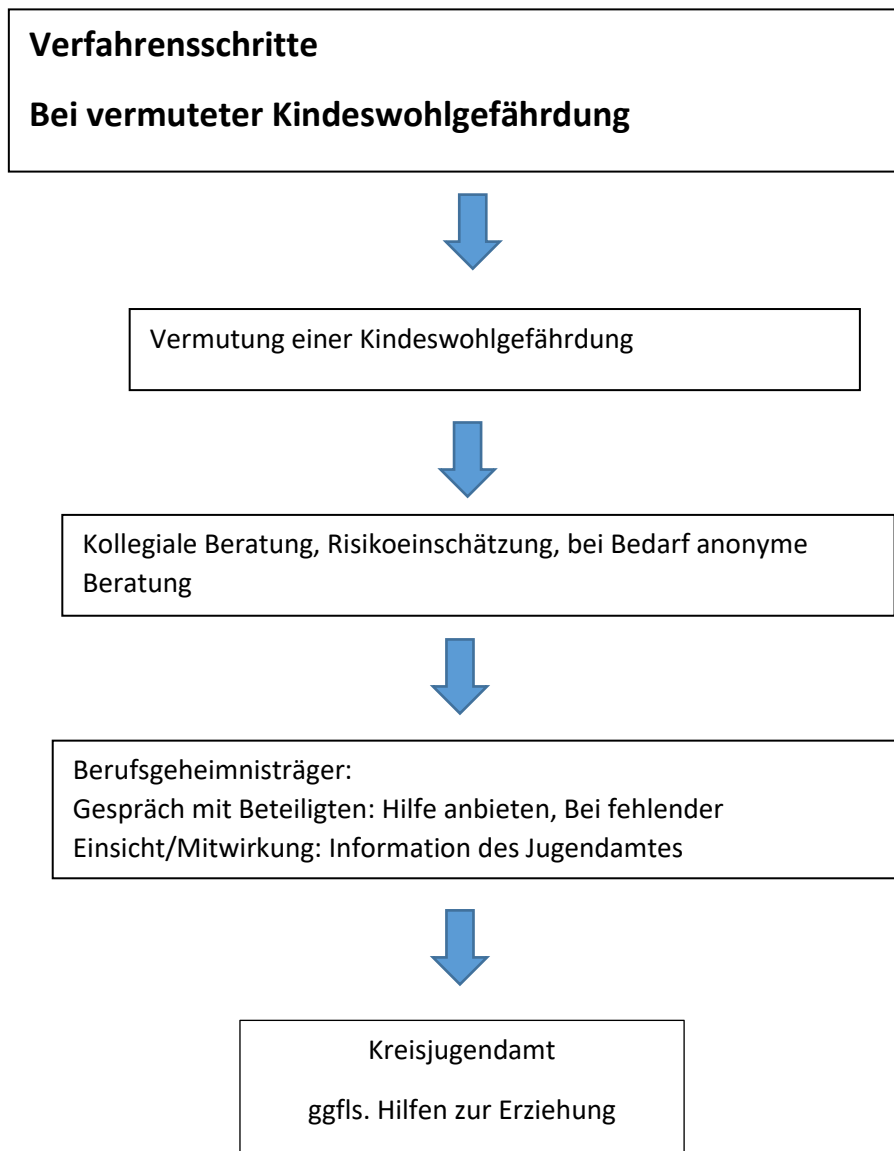 Verfahrensschritte
Bei vermuteter Kindeswohlgefährdung
Vermutung einer Kindeswohlgefährdung
Kollegiale Beratung, Risikoeinschätzung, bei Bedarf anonyme
Beratung
Berufsgeheimnisträger:
Gespräch mit Beteiligten: Hilfe anbieten, Bei fehlender
Einsicht/Mitwirkung: Information des Jugendamtes
Kreisjugendamt
ggfls. Hilfen zur Erziehung